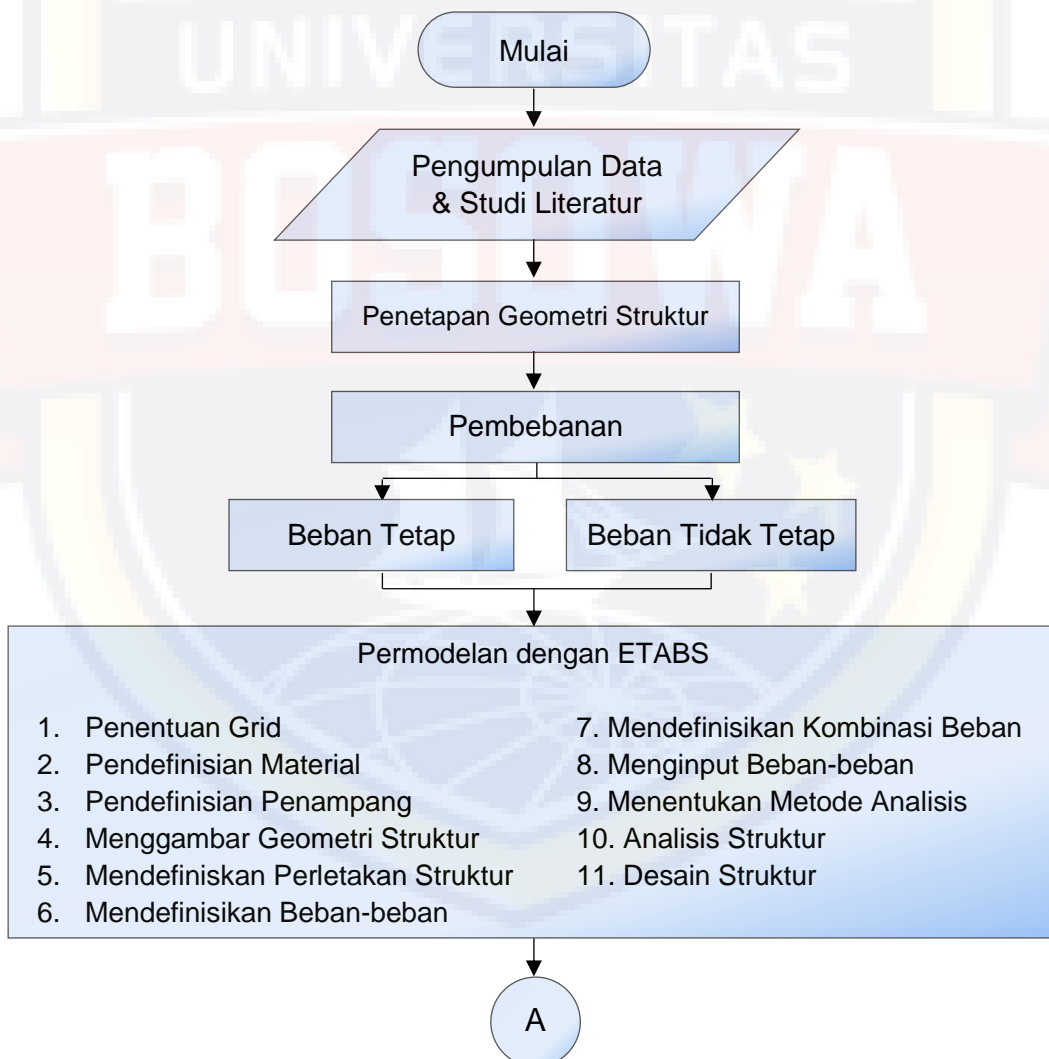 UNIVERSITAS
BOSOWA
Mulai
Pengumpulan Data
& Studi Literatur
Penetapan Geometri Struktur
Pembebanan
Beban Tetap
Beban Tidak Tetap
Permodelan dengan ETABS
1. Penentuan Grid
2. Pendefinisian Material
3. Pendefinisian Penampang
4. Menggambar Geometri Struktur
5. Mendefiniskan Perletakan Struktur
6. Mendefinisikan Beban-beban
7. Mendefinisikan Kombinasi Beban
8. Menginput Beban-beban
9. Menentukan Metode Analisis
10. Analisis Struktur
11. Desain Struktur
A